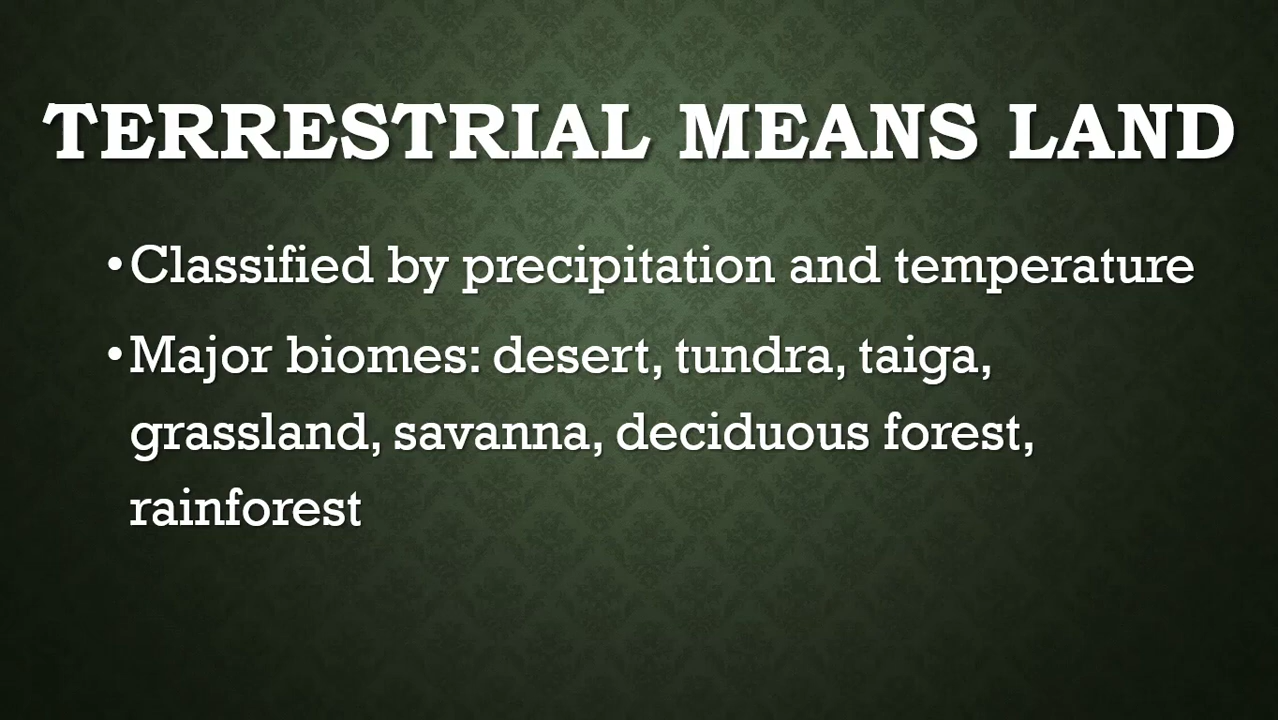 TERRESTRIAL MEANS LAND
•Classified by precipitation and temperature
•Major biomes: desert, tundra, taiga,
grassland, savanna, deciduous forest,
rainforest